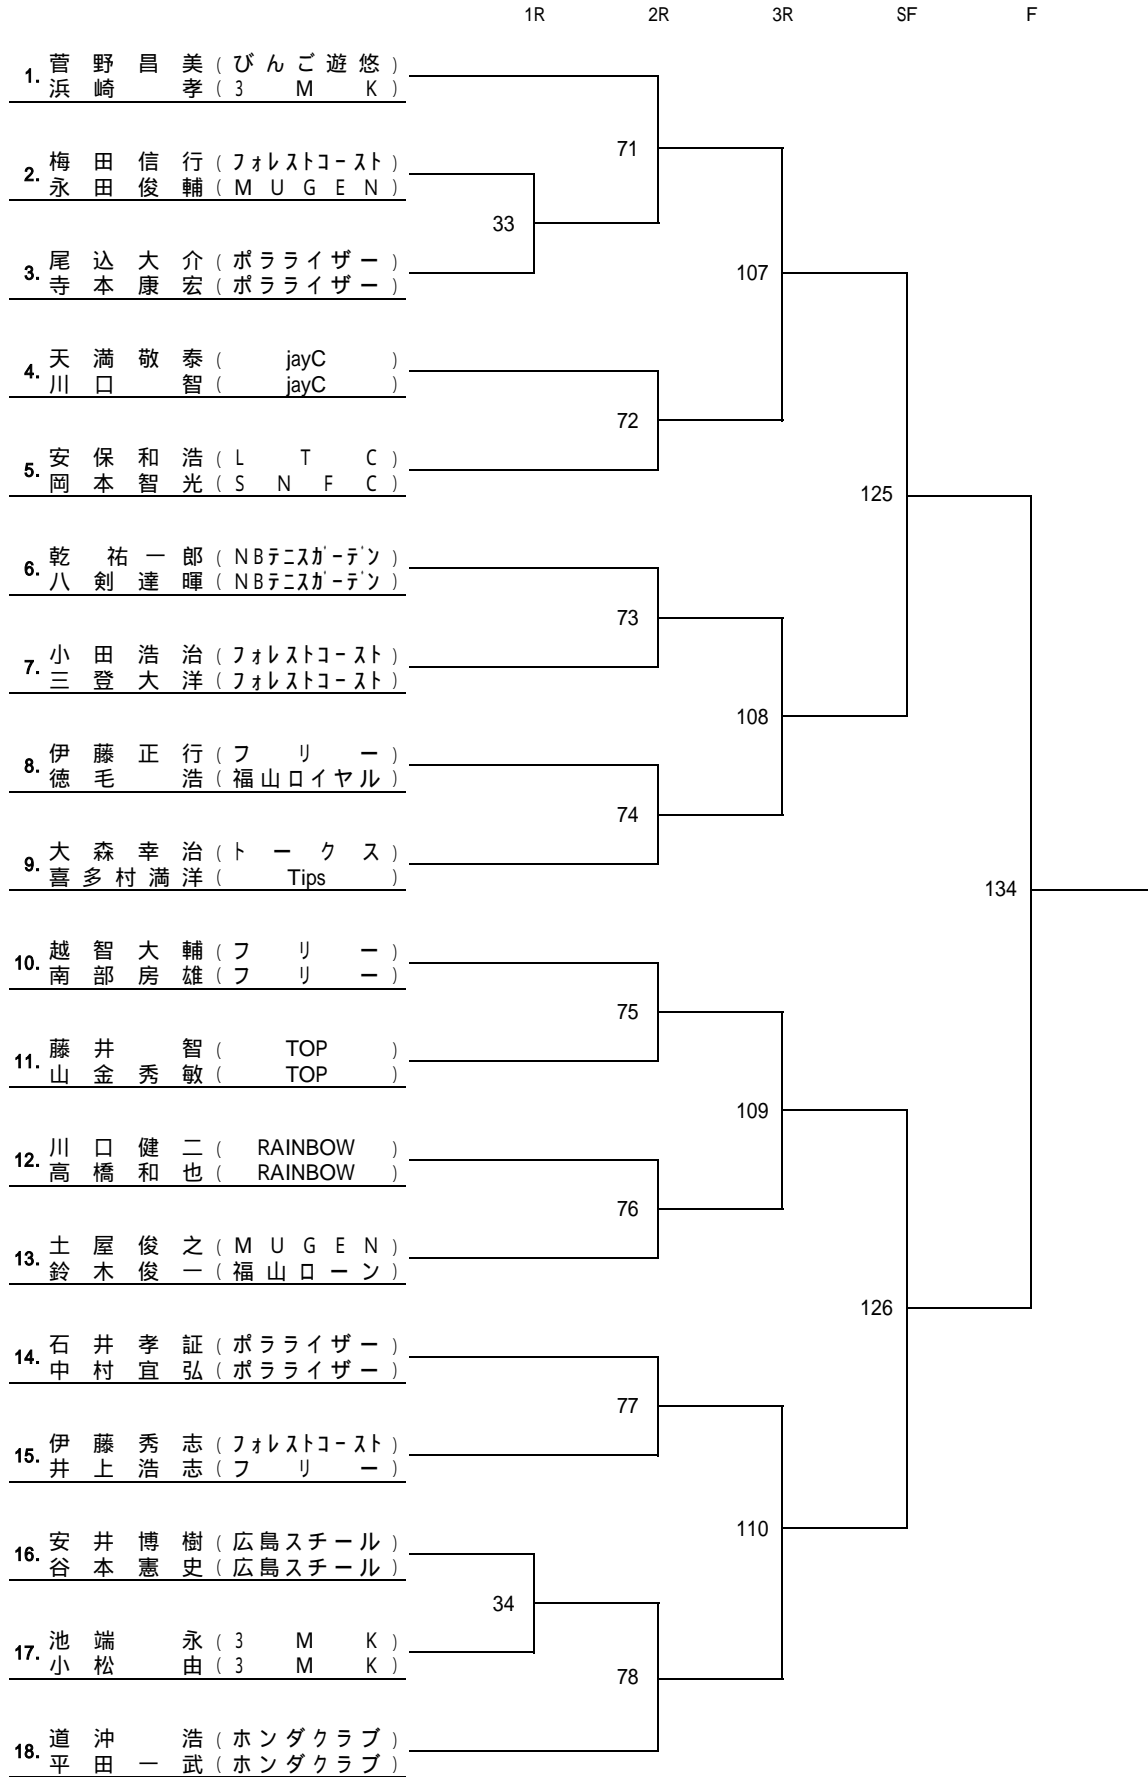 1R 2R 3R SF F
1. 菅野昌美(びんご遊悠)
浜崎孝(3MK)
71
2. 梅田信行(フォレストコースト)
永田俊輔(MUGEN)
33
3. 尾込大介(ポラライザー)
寺本康宏(ポラライザー)
107
4. 天満敬泰(jayC)
川口智(jayC)
72
5. 安保和浩(LTC)
岡本智光(SNFC)
125
6. 乾祐一郎(NBテニスガーデン)
八剣達暉(NBテニスガーデン)
73
7. 小田浩治(フォレストコースト)
三登大洋(フォレストコースト)
108
8. 伊藤正行(フリー)
徳毛浩(福山ロイヤル)
74
9. 大森幸治(トークス)
喜多村満洋(Tips)
134
10. 越智大輔(フリー)
南部房雄(フリー)
75
11. 藤井智(TOP)
山金秀敏(TOP)
109
12. 川口健二(RAINBOW)
高橋和也(RAINBOW)
76
13. 土屋俊之(MUGEN)
鈴木俊一(福山ローン)
126
14. 石井孝証(ポラライザー)
中村宜弘(ポラライザー)
77
15. 伊藤秀志(フォレストコースト)
井上浩志(フリー)
110
16. 安井博樹(広島スチール)
谷本憲史(広島スチール)
34
17. 池端永(3MK)
小松由(3MK)
78
18. 道沖浩(ホンダクラブ)
平田一武(ホンダクラブ)